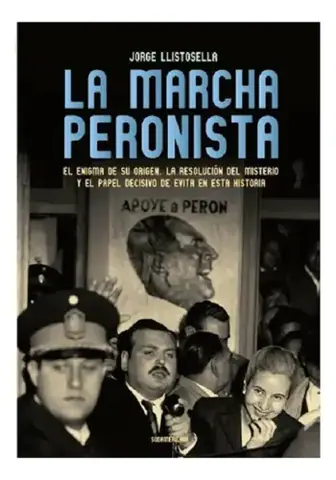 JORGE LLISTOSELLA
LA MARCHA
PERONISTA
EL ENIGMA DE SU ORIGEN. LA RESOLUCIÓN DEL MISTERIO
Y EL PAPEL DECISIVO DE EVITA EN ESTA HISTORIA
APOYE a PERON
SUDAMERICANA